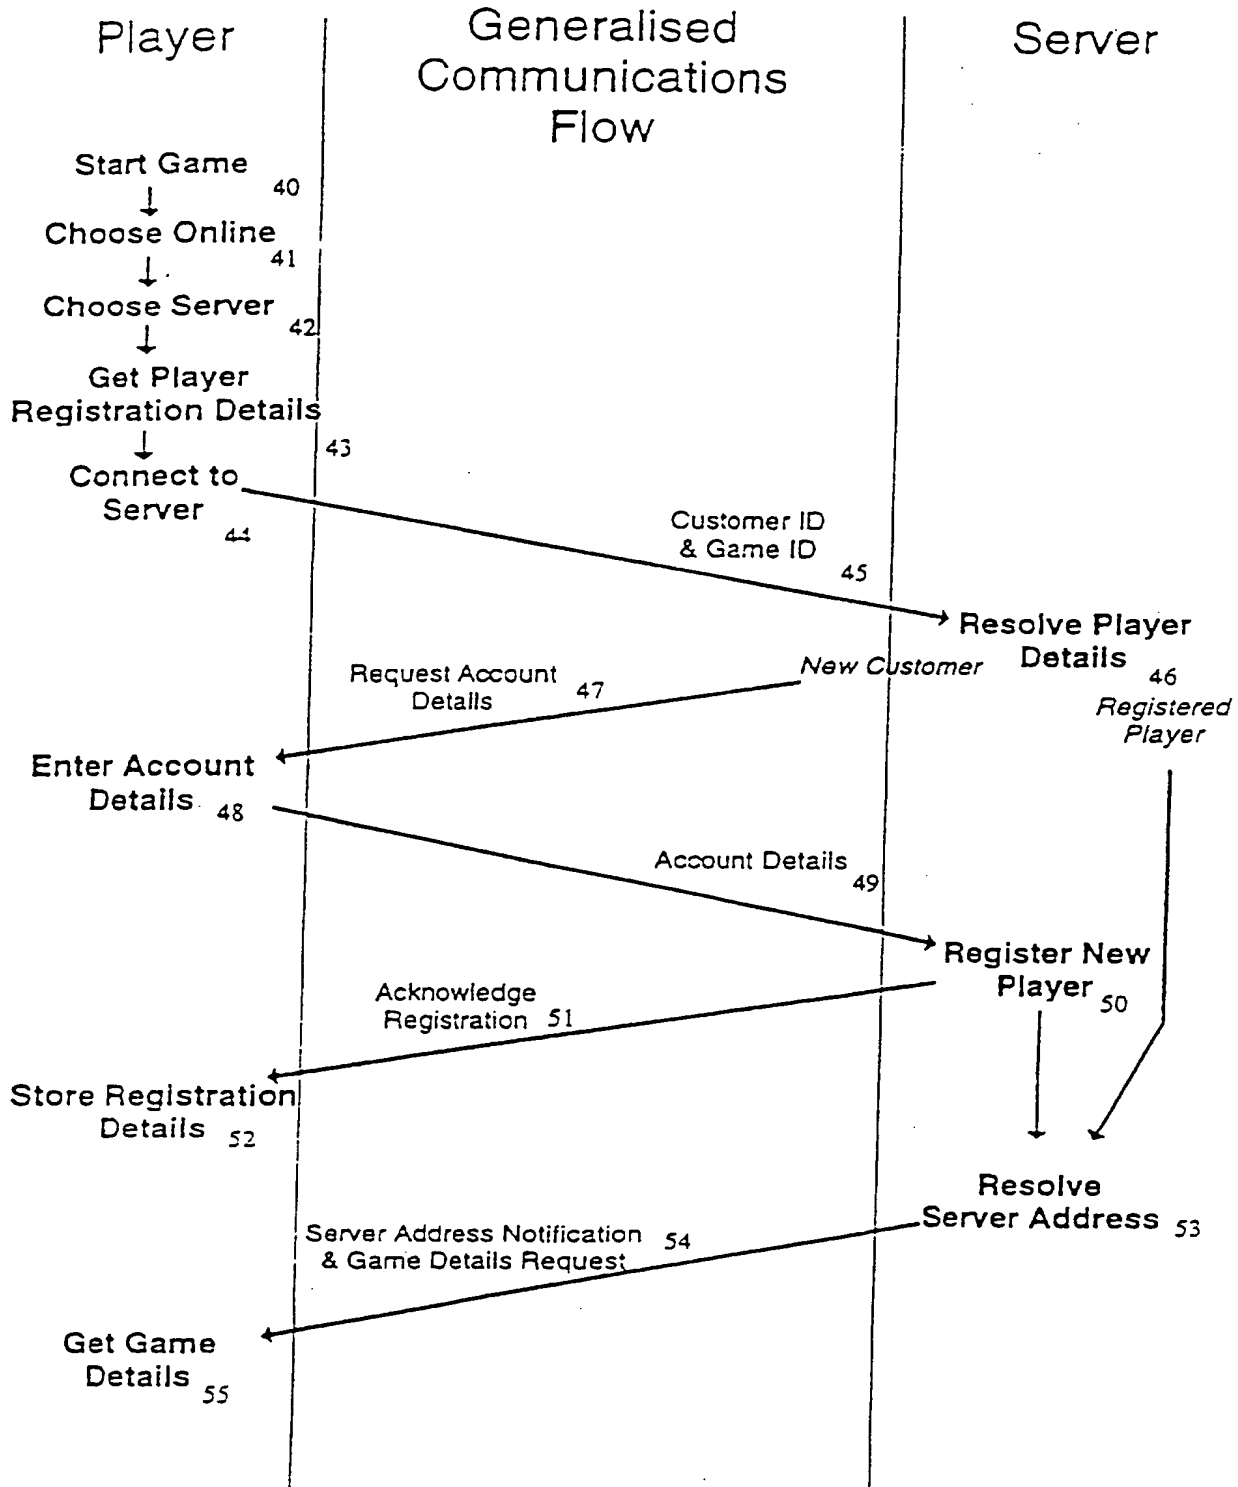 Player
Generalised
Communications
Flow
Server
Start Game
40
Choose Online
41
Choose Server
42
Get Player
Registration Details
43
Connect to
Server
44
Customer ID
& Game ID
45
Resolve Player
Details
46
New Customer
Registered
Player
Request Account
Details
47
Enter Account
Details
48
Account Details
49
Register New
Player
50
Acknowledge
Registration
51
Store Registration
Details
52
Resolve
Server Address
53
Server Address Notification
& Game Details Request
54
Get Game
Details
55